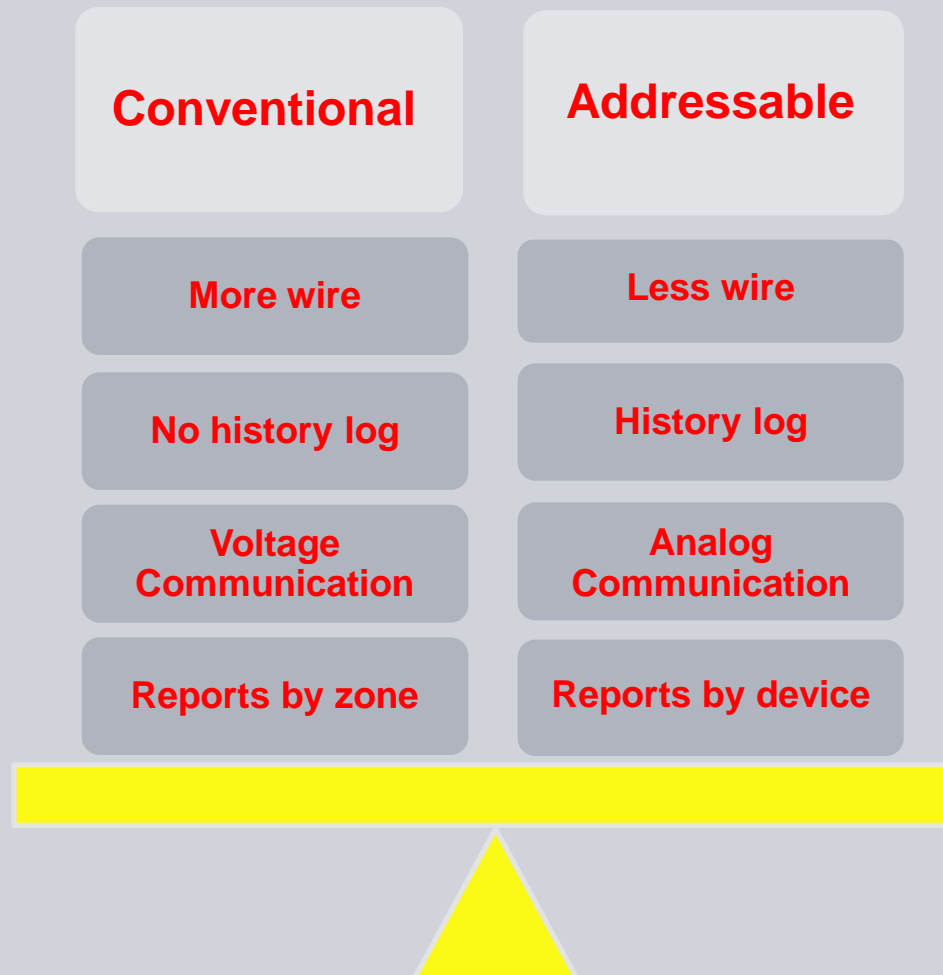 Conventional
Addressable
More wire
Less wire
No history log
History log
Voltage
Communication
Analog
Communication
Reports by zone
Reports by device